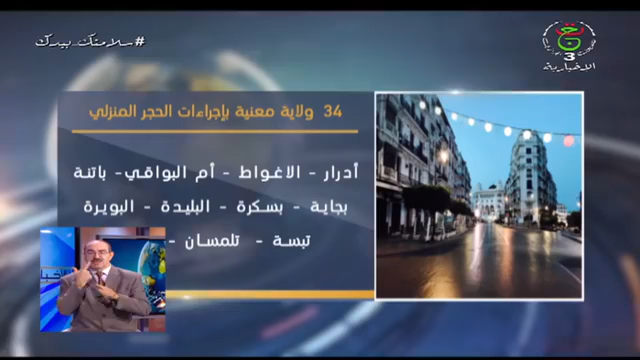 #سلامتك_بيدك
3
الإخبارية
34 ولاية معنية بإجراءات الحجر المنزلي
أدرار - الاغواط - أم البواقي- باتنة
بجاية - بسكرة - البليدة - البويرة
تبسة - تلمسان -